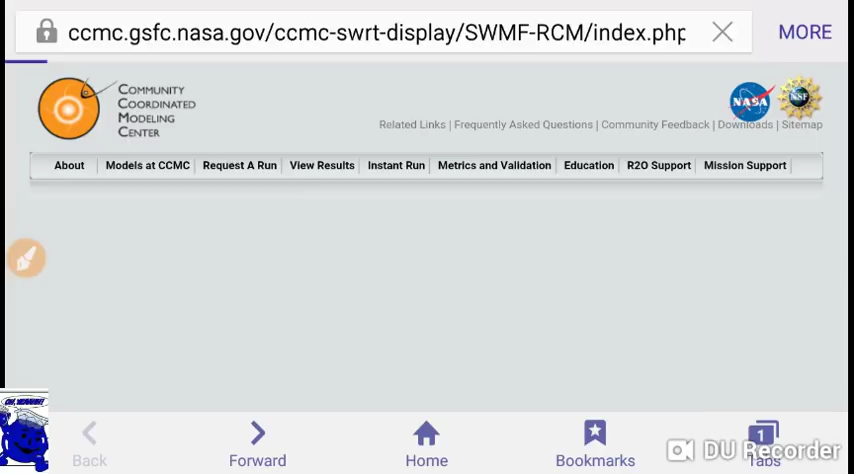 ccmc.gsfc.nasa.gov/ccmc-swrt-display/SWMF-RCM/index.php
MORE
COMMUNITY
COORDINATED
MODELING
CENTER
NASA
NSF
Related Links | Frequently Asked Questions | Community Feedback | Downloads | Sitemap
About | Models at CCMC | Request A Run | View Results | Instant Run | Metrics and Validation | Education | R2O Support | Mission Support |
OH, YEAHHH!
1
Back
Forward
Home
Bookmarks
Tabs
DU Recorder